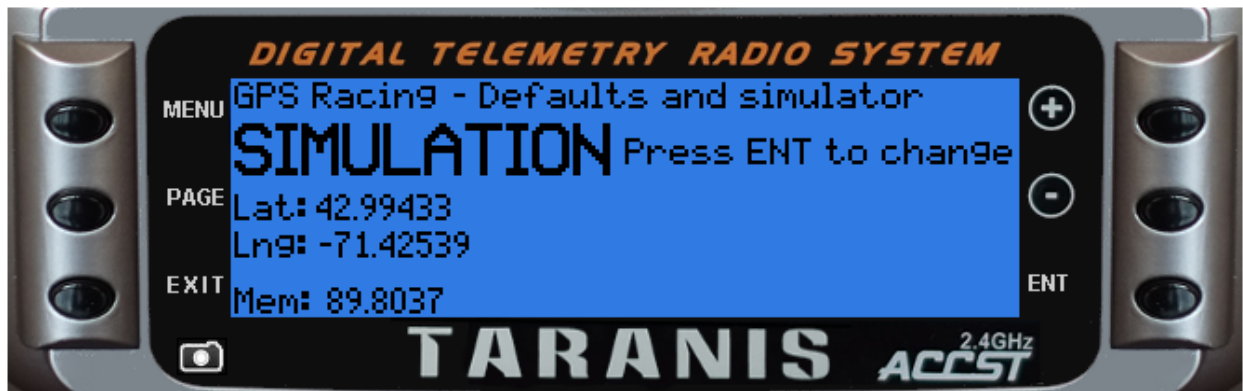 DIGITAL TELEMETRY RADIO SYSTEM
MENU
GPS Racing - Defaults and simulator
+
SIMULATION Press ENT to change
PAGE
Lat: 42.99433
-
Lng: -71.42539
EXIT
Mem: 89.8037
ENT
TARANIS
2.4GHz
ACCST